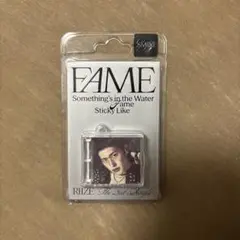 FAME
Something's in the Water
Fame
Sticky Like
RIIZE